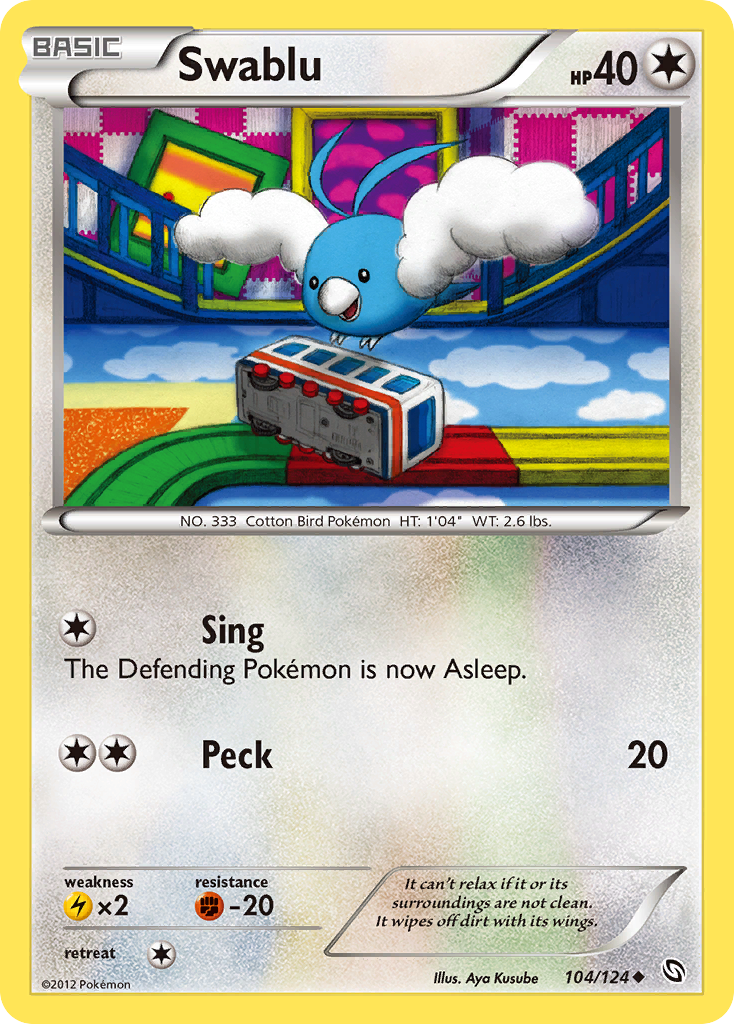 BASIC
Swablu
HP40
NO. 333 Cotton Bird Pokémon HT: 1'04" WT: 2.6 lbs.
Sing
The Defending Pokémon is now Asleep.
Peck 20
weakness resistance
×2 -20
It can't relax if it or its
surroundings are not clean.
It wipes off dirt with its wings.
retreat
©2012 Pokémon
Illus. Aya Kusube 104/124